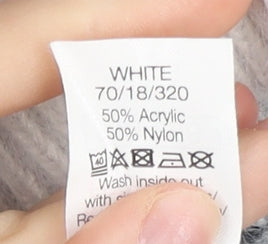 WHITE
70/18/320
50% Acrylic
50% Nylon
40
Wash inside out
with